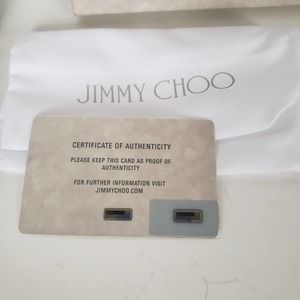 JIMMY CHOO
CERTIFICATE OF AUTHENTICITY
PLEASE KEEP THIS CARD AS PROOF OF
AUTHENTICITY
FOR FURTHER INFORMATION VISIT
JIMMYCHOO.COM